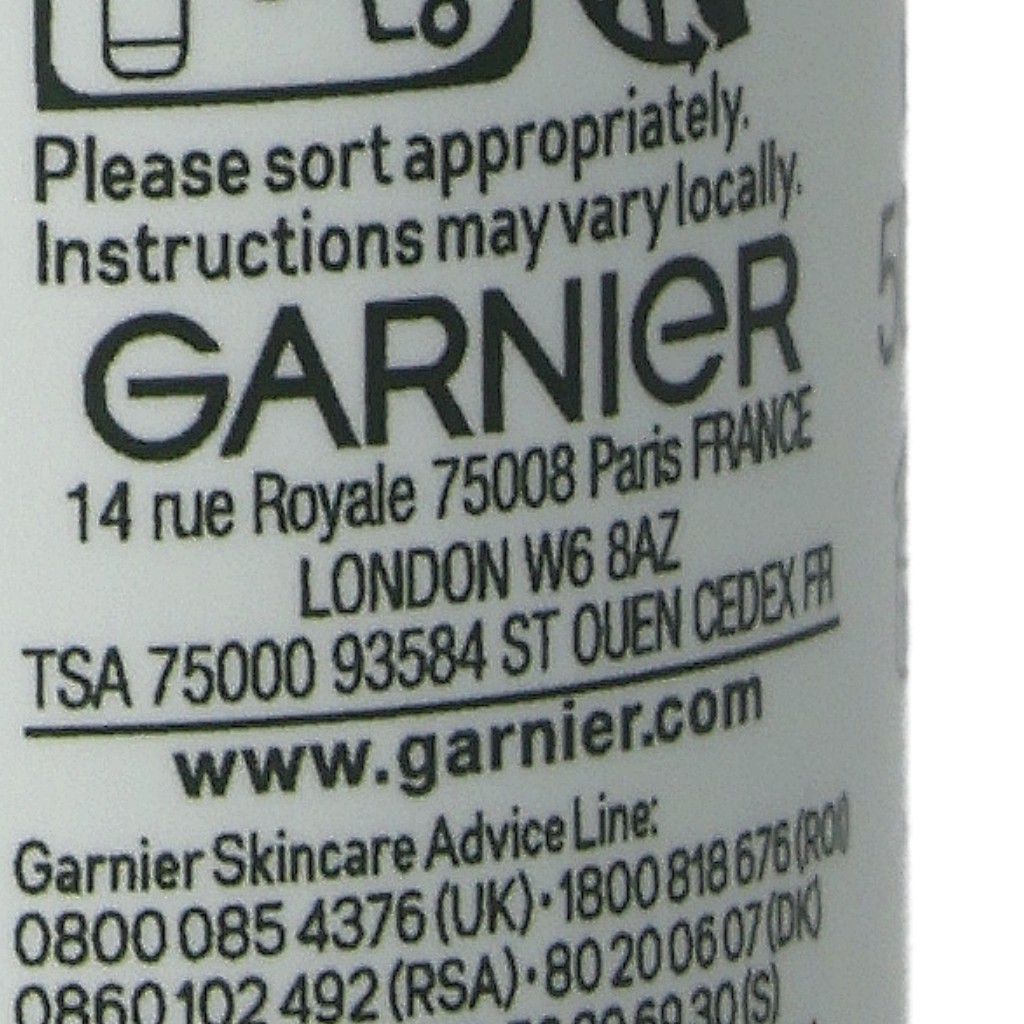 Please sort appropriately.
Instructions may vary locally.
GARNIeR
14 rue Royale 75008 Paris FRANCE
LONDON W6 8AZ
TSA 75000 93584 ST OUEN CEDEX FR
www.garnier.com
Garnier Skincare Advice Line:
0800 085 4376 (UK) · 1800 818 676 (ROI)
0860 102 492 (RSA) · 80 20 06 07 (DK)
69 30 (S)